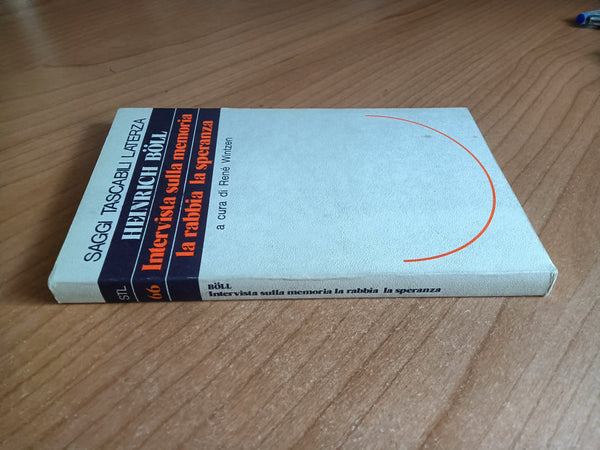 SAGGI TASCABILI LATERZA
HEINRICH BÖLL
Intervista sulla memoria
la rabbia la speranza
a cura di René Wintzen
STL
66
BÖLL
Intervista sulla memoria la rabbia la speranza